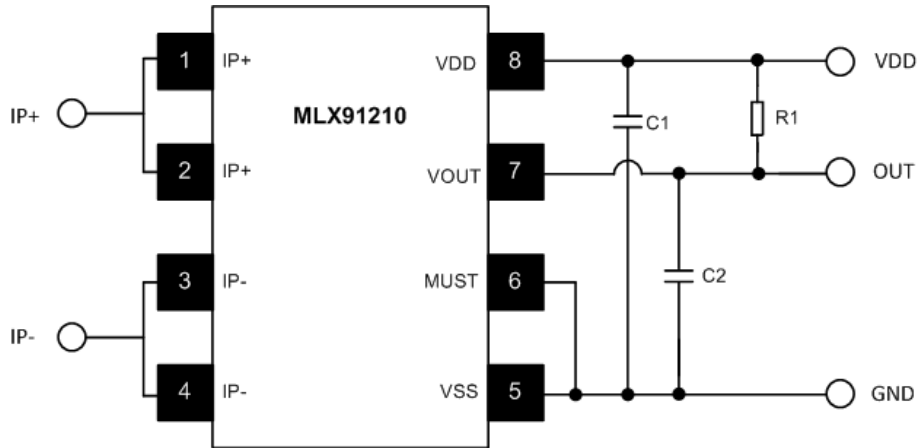 MLX91210
IP+
1
IP+
2
IP+
IP-
3
IP-
4
IP-
VDD
8
VDD
C1
R1
VOUT
7
OUT
MUST
6
C2
VSS
5
GND